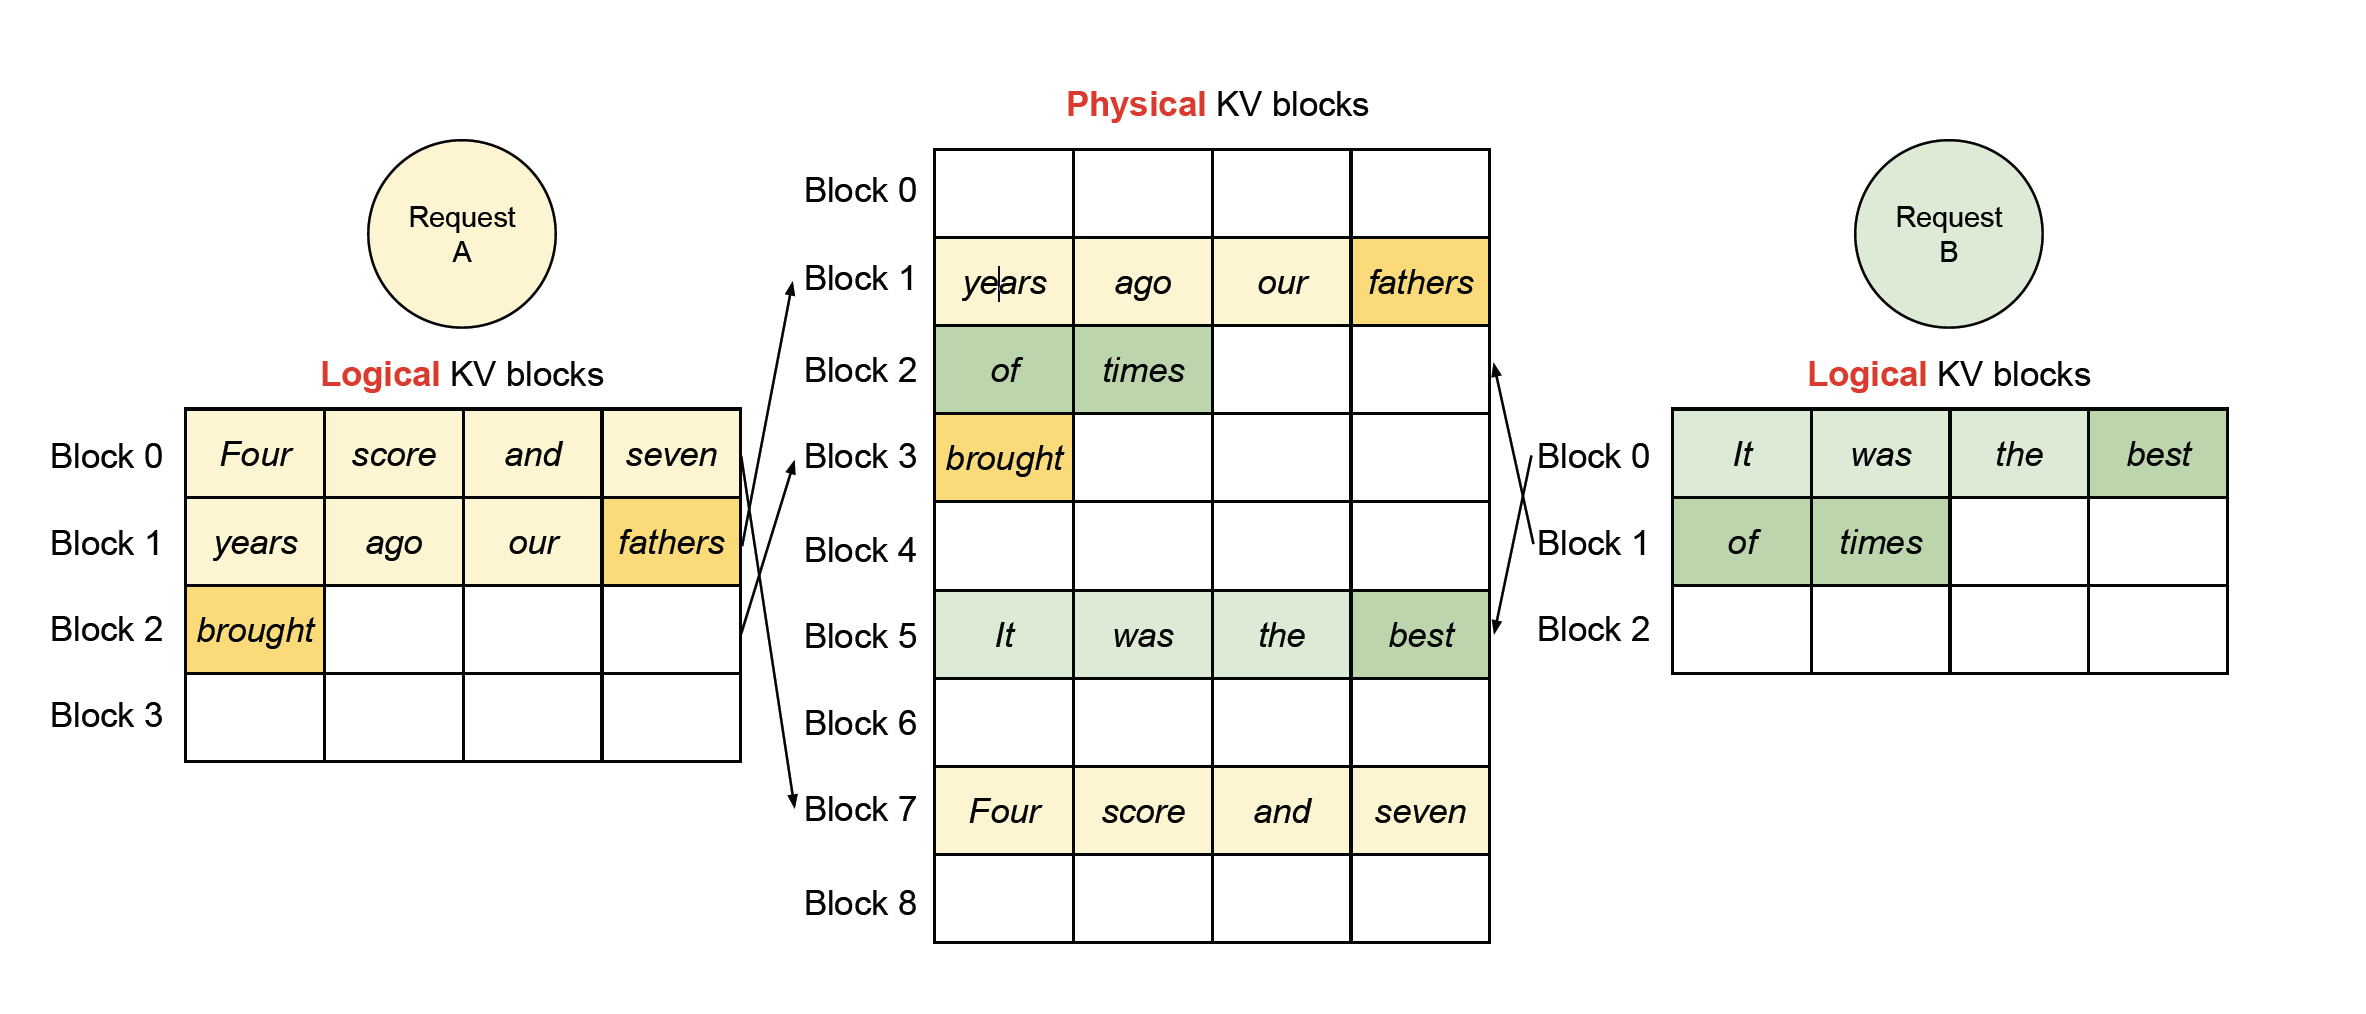 Physical KV blocks
Request
A
Logical KV blocks
Block 0 Four score and seven
Block 1 years ago our fathers
Block 2 brought
Block 3
Block 0
Block 1 years ago our fathers
Block 2 of times
Block 3 brought
Block 4
Block 5 It was the best
Block 6
Block 7 Four score and seven
Block 8
Request
B
Logical KV blocks
Block 0 It was the best
Block 1 of times
Block 2